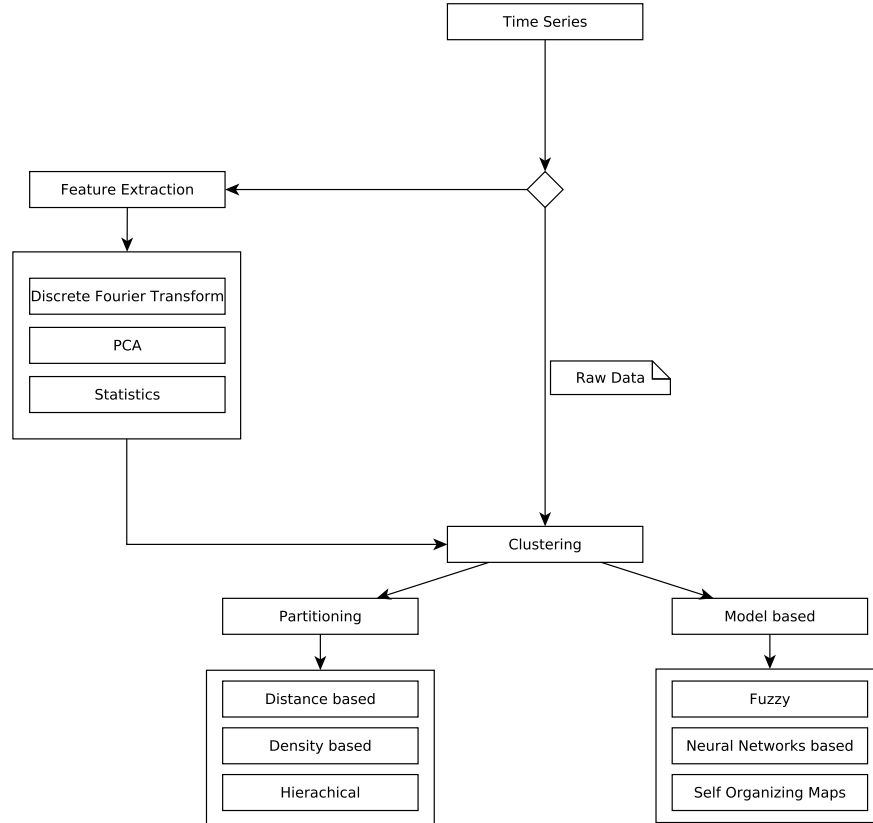 Time Series
Feature Extraction
Discrete Fourier Transform
PCA
Statistics
Raw Data
Clustering
Partitioning
Model based
Distance based
Density based
Hierachical
Fuzzy
Neural Networks based
Self Organizing Maps